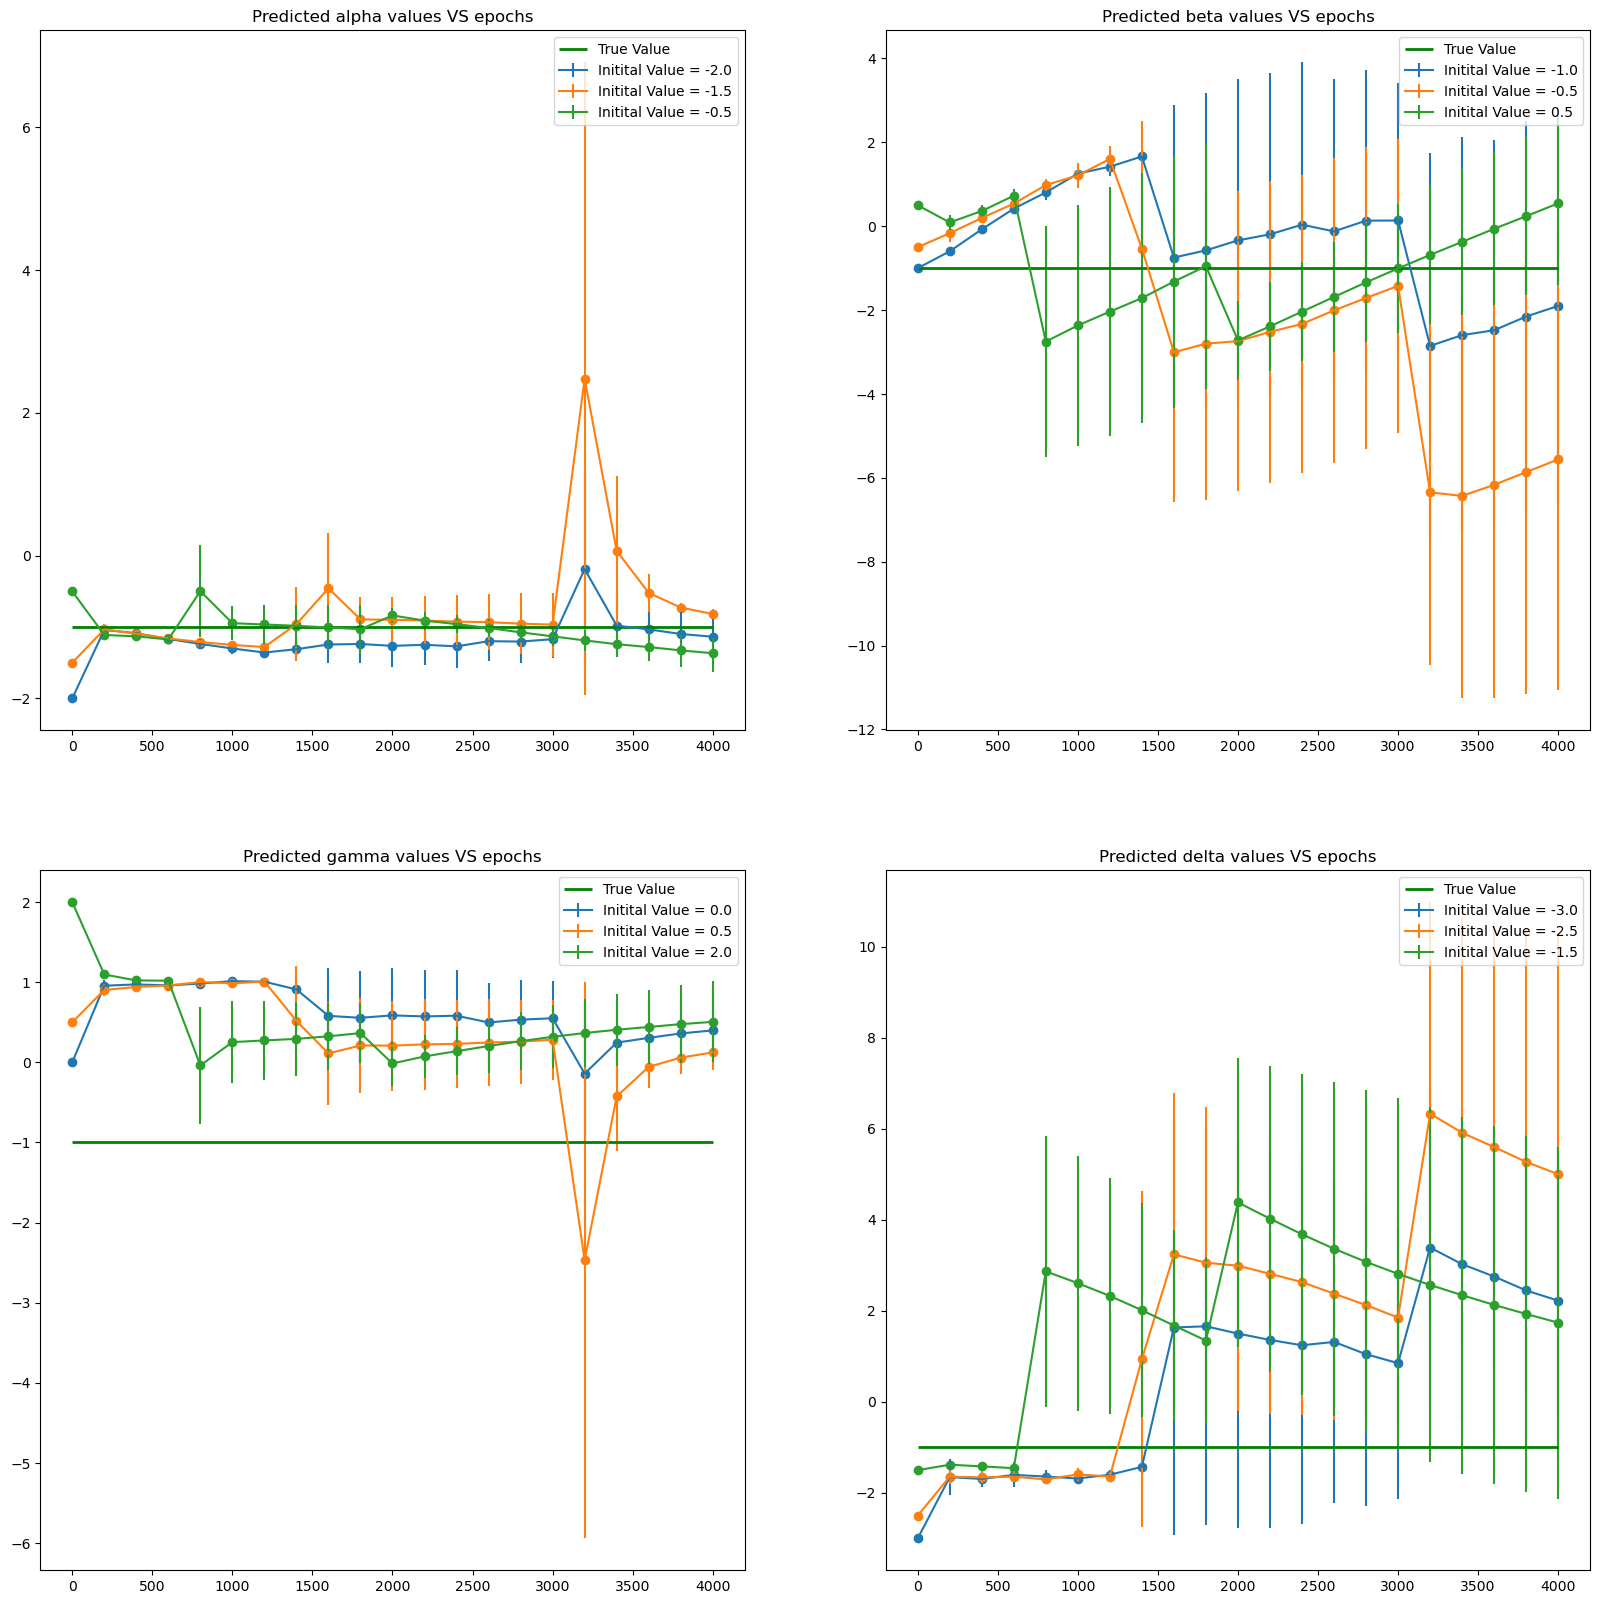 Predicted alpha values VS epochs
True Value
Initital Value = -2.0
Initital Value = -1.5
Initital Value = -0.5
6
4
2
0
−2
0 500 1000 1500 2000 2500 3000 3500 4000
Predicted beta values VS epochs
True Value
Initital Value = -1.0
Initital Value = -0.5
Initital Value = 0.5
4
2
0
−2
−4
−6
−8
−10
−12
0 500 1000 1500 2000 2500 3000 3500 4000
Predicted gamma values VS epochs
True Value
Initital Value = 0.0
Initital Value = 0.5
Initital Value = 2.0
2
1
0
−1
−2
−3
−4
−5
−6
0 500 1000 1500 2000 2500 3000 3500 4000
Predicted delta values VS epochs
True Value
Initital Value = -3.0
Initital Value = -2.5
Initital Value = -1.5
10
8
6
4
2
0
−2
0 500 1000 1500 2000 2500 3000 3500 4000